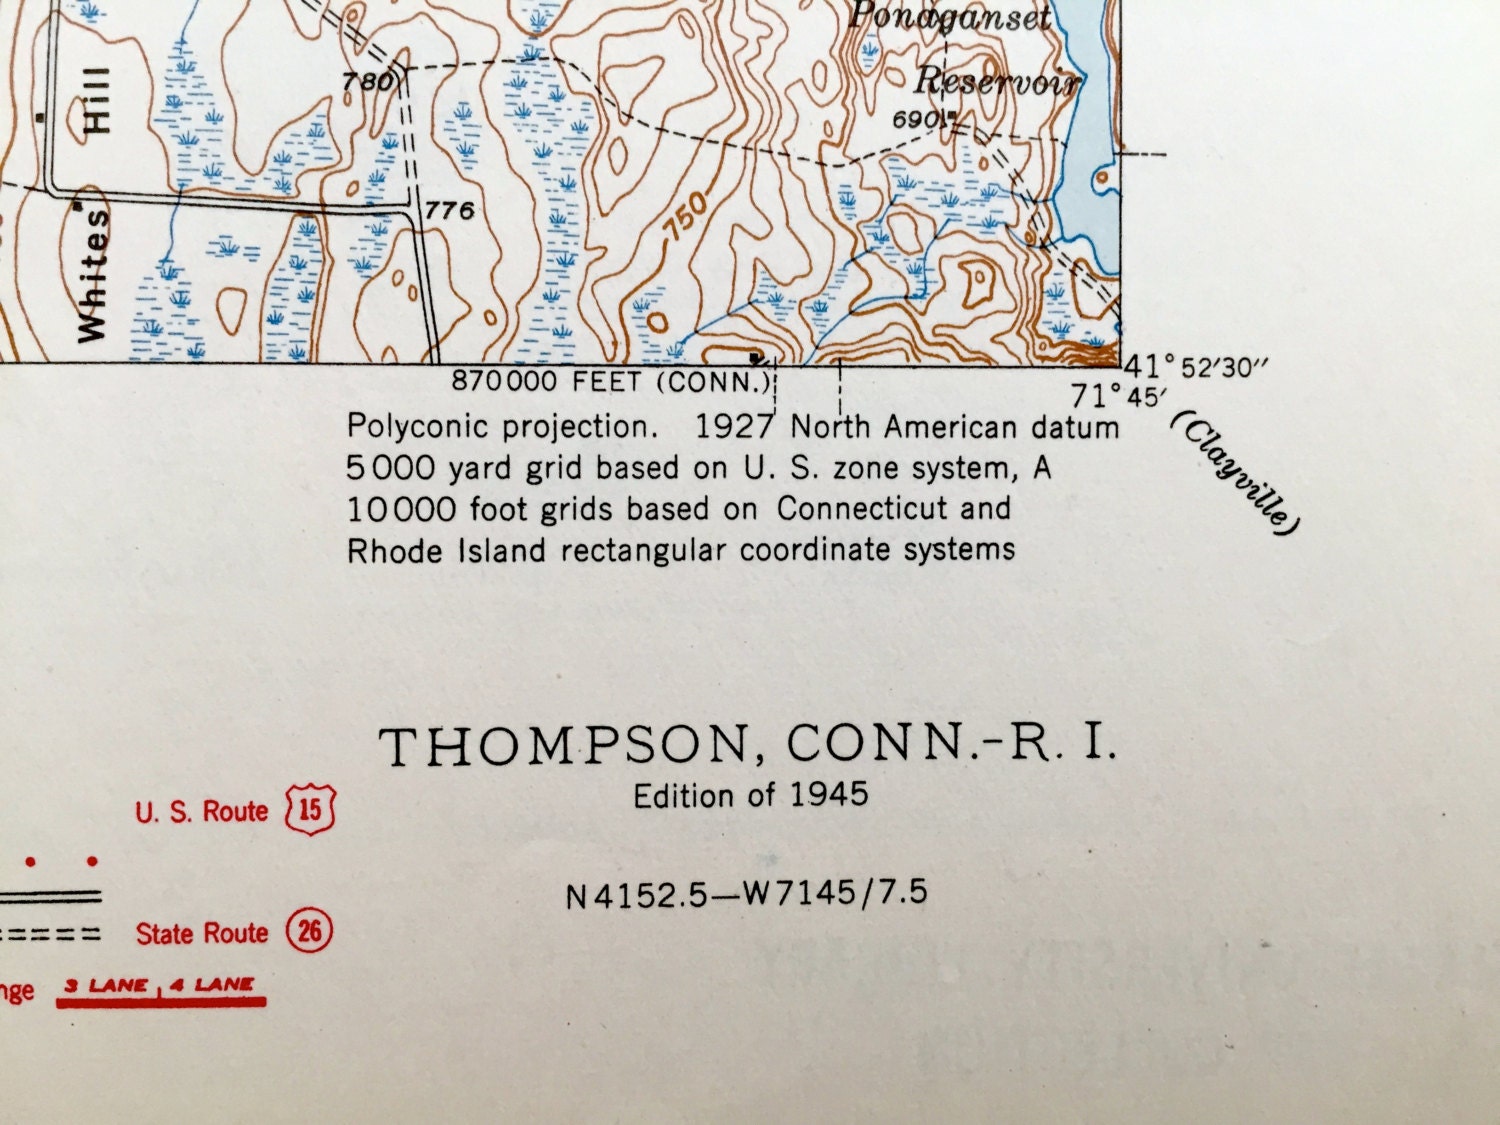 Ponaganset
Reservoir
780
690
Whites Hill
776
750
870000 FEET (CONN.)
41°52′30″
71°45′
(Clayville)
Polyconic projection. 1927 North American datum
5000 yard grid based on U. S. zone system, A
10000 foot grids based on Connecticut and
Rhode Island rectangular coordinate systems
THOMPSON, CONN.-R. I.
Edition of 1945
N4152.5—W7145/7.5
U. S. Route 15
State Route 26
3 LANE 4 LANE